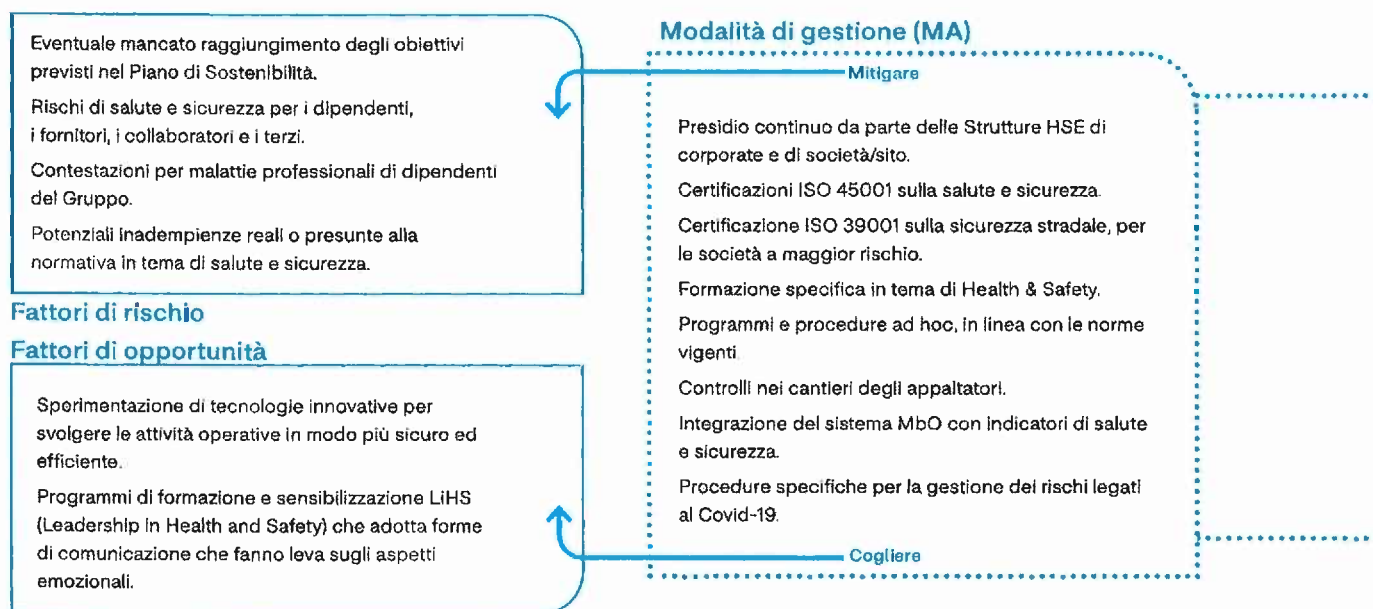 Eventuale mancato raggiungimento degli obiettivi
previsti nel Piano di Sostenibilità.
Rischi di salute e sicurezza per i dipendenti,
i fornitori, i collaboratori e i terzi.
Contestazioni per malattie professionali di dipendenti
del Gruppo.
Potenziali inadempienze reali o presunte alla
normativa in tema di salute e sicurezza.
Fattori di rischio
Fattori di opportunità
Sperimentazione di tecnologie innovative per
svolgere le attività operative in modo più sicuro ed
efficiente.
Programmi di formazione e sensibilizzazione LiHS
(Leadership in Health and Safety) che adotta forme
di comunicazione che fanno leva sugli aspetti
emozionali.
Modalità di gestione (MA)
Mitigare
Presidio continuo da parte delle Strutture HSE di
corporate e di società/sito.
Certificazioni ISO 45001 sulla salute e sicurezza.
Certificazione ISO 39001 sulla sicurezza stradale, per
le società a maggior rischio.
Formazione specifica in tema di Health & Safety.
Programmi e procedure ad hoc, in linea con le norme
vigenti.
Controlli nei cantieri degli appaltatori.
Integrazione del sistema MbO con indicatori di salute
e sicurezza.
Procedure specifiche per la gestione dei rischi legati
al Covid-19.
Cogliere